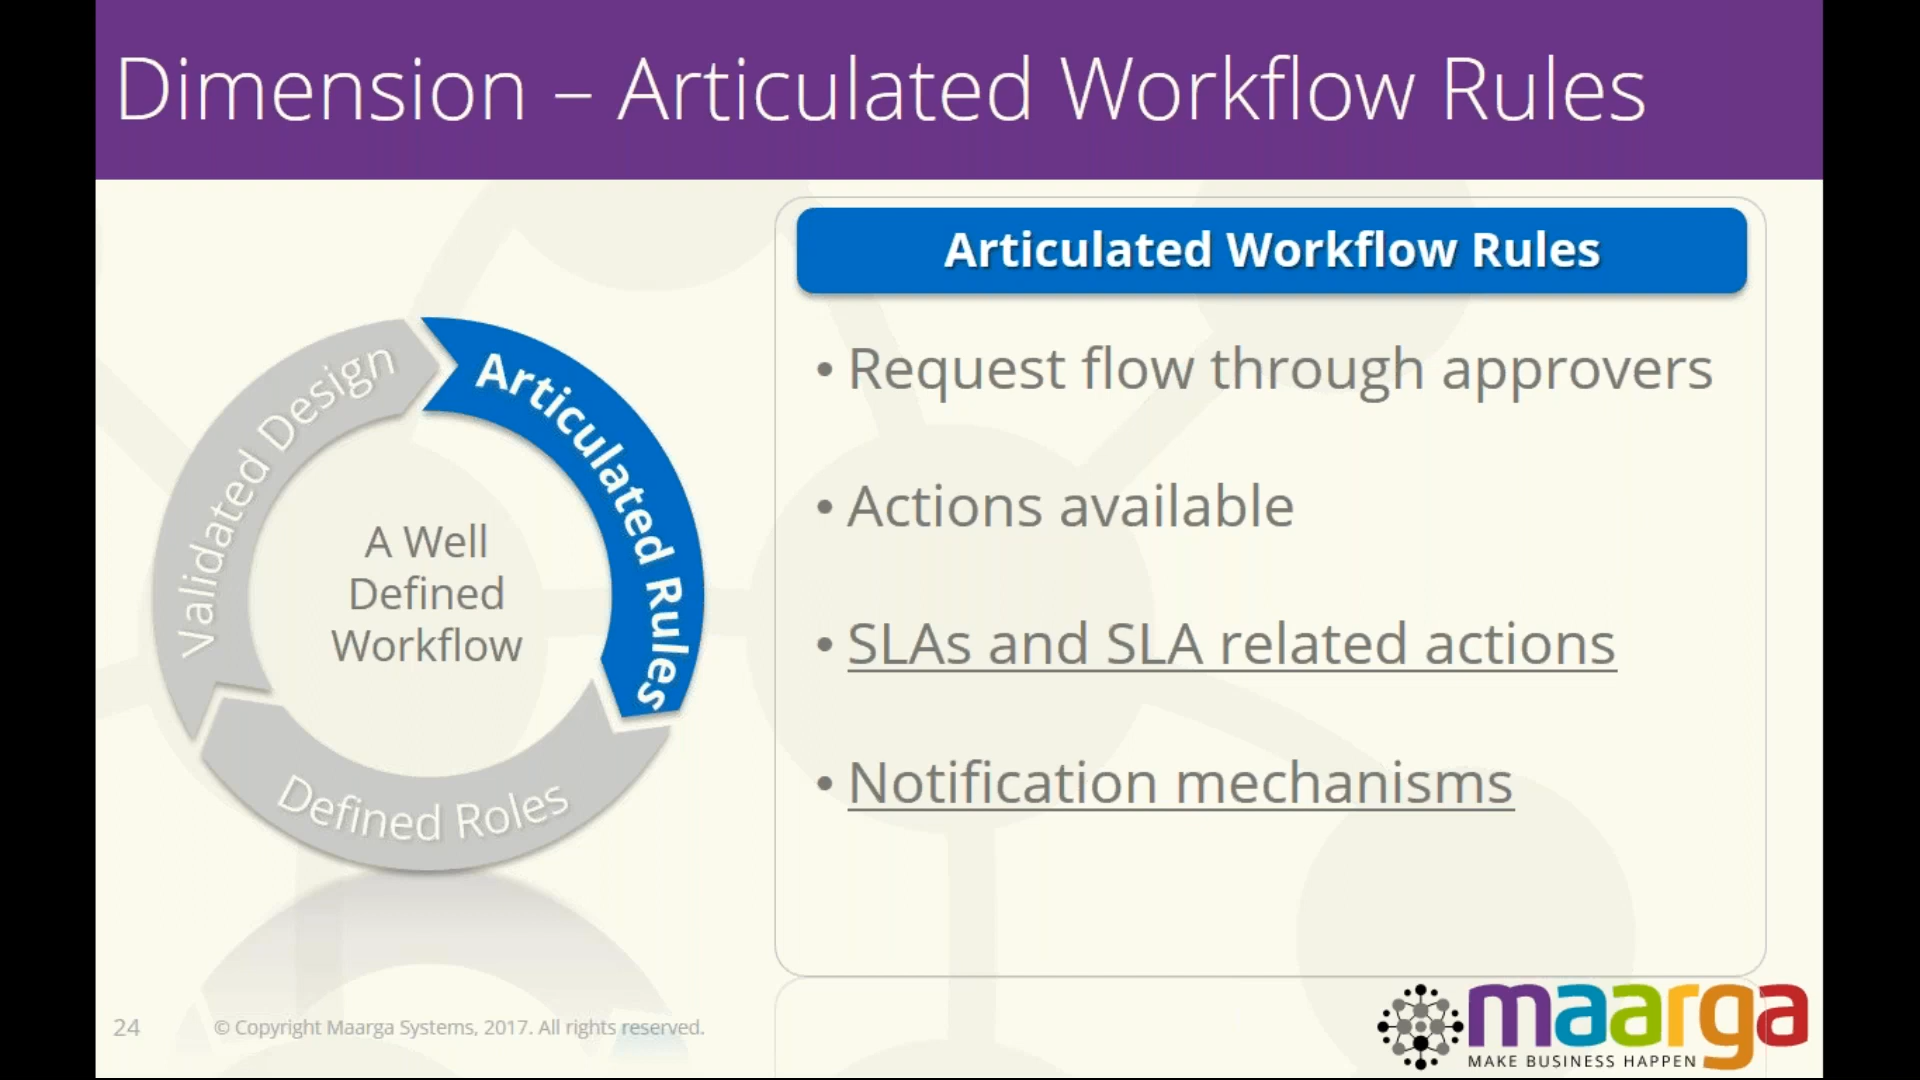 Dimension – Articulated Workflow Rules
Articulated Workflow Rules
• Request flow through approvers
• Actions available
• SLAs and SLA related actions
• Notification mechanisms
Validated Design
Articulated Rules
Defined Roles
A Well
Defined
Workflow
24
© Copyright Maarga Systems, 2017. All rights reserved.
maarga
MAKE BUSINESS HAPPEN